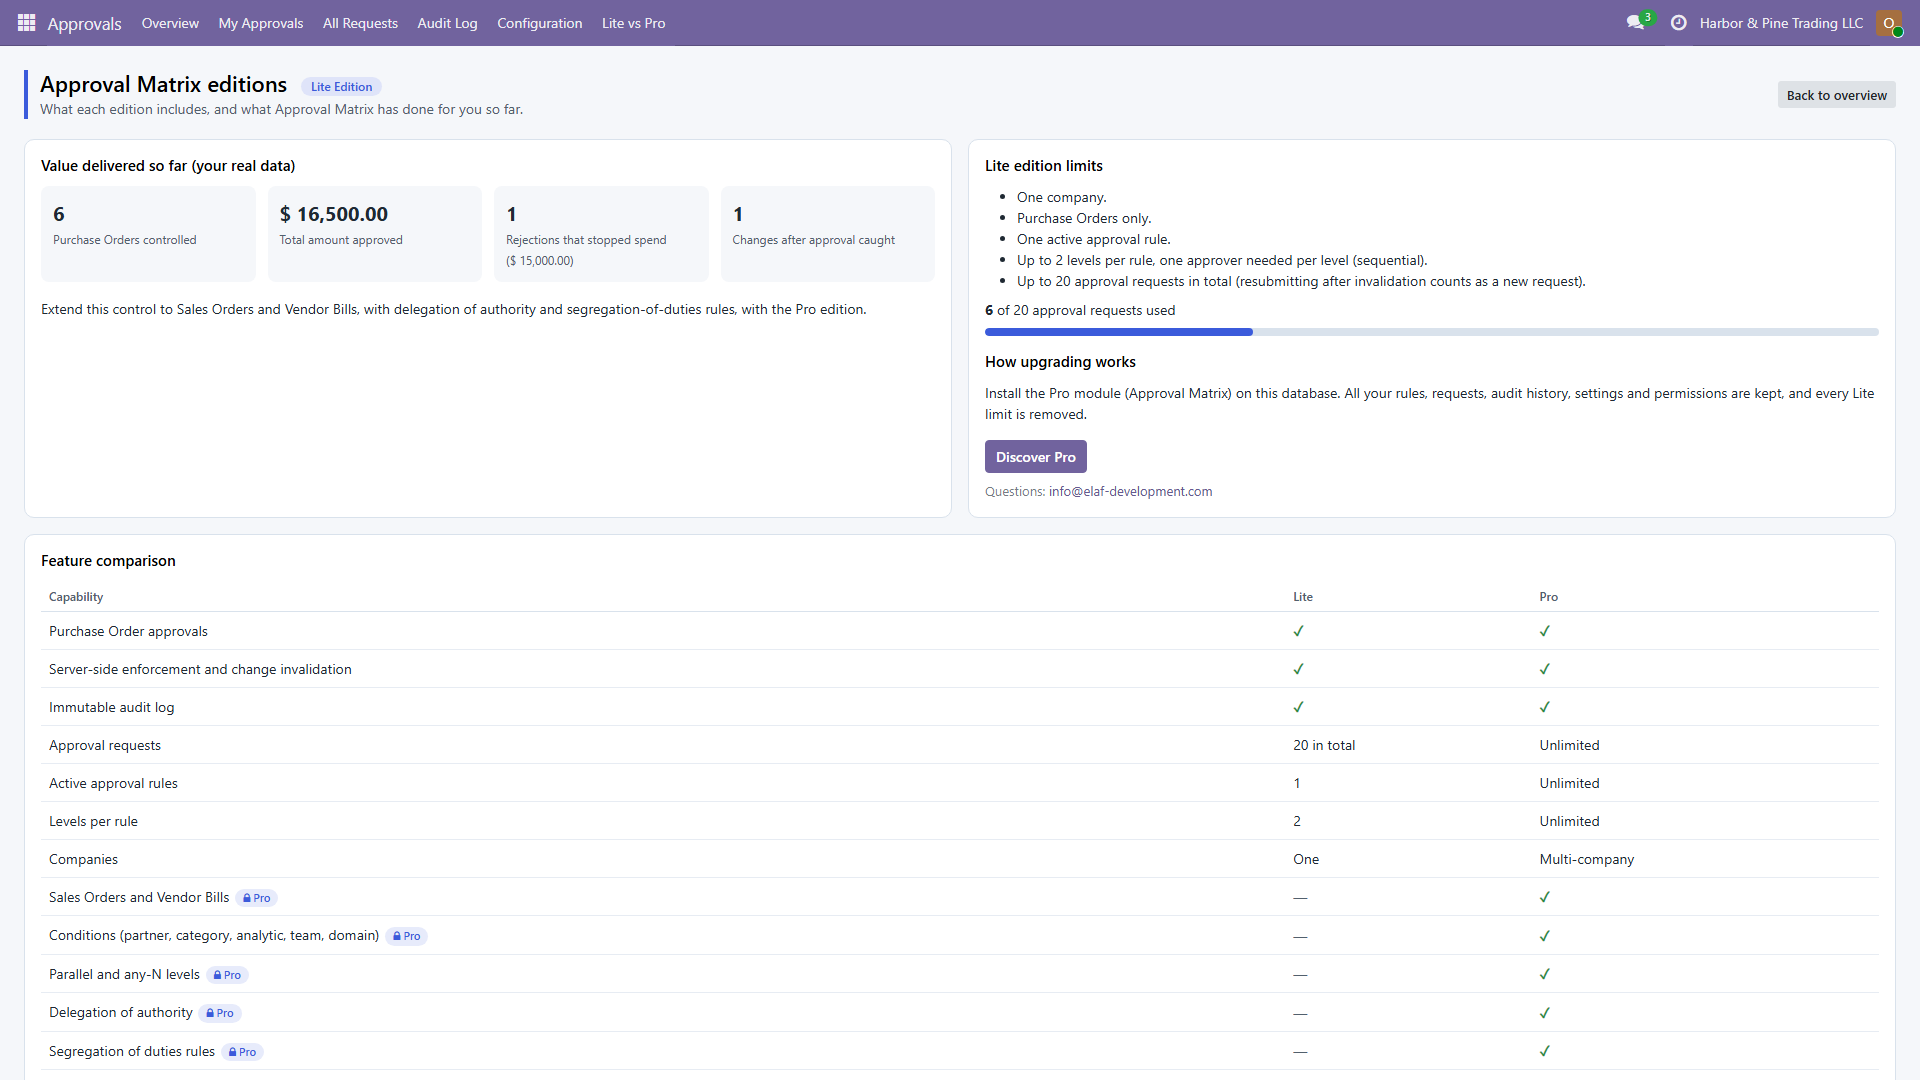 Approvals Overview My Approvals All Requests Audit Log Configuration Lite vs Pro 3 Harbor & Pine Trading LLC O
Approval Matrix editions Lite Edition
What each edition includes, and what Approval Matrix has done for you so far.
Back to overview
Value delivered so far (your real data)
6
Purchase Orders controlled
$ 16,500.00
Total amount approved
1
Rejections that stopped spend
($ 15,000.00)
1
Changes after approval caught
Extend this control to Sales Orders and Vendor Bills, with delegation of authority and segregation-of-duties rules, with the Pro edition.
Lite edition limits
• One company.
• Purchase Orders only.
• One active approval rule.
• Up to 2 levels per rule, one approver needed per level (sequential).
• Up to 20 approval requests in total (resubmitting after invalidation counts as a new request).
6 of 20 approval requests used
How upgrading works
Install the Pro module (Approval Matrix) on this database. All your rules, requests, audit history, settings and permissions are kept, and every Lite
limit is removed.
Discover Pro
Questions: info@elaf-development.com
Feature comparison
Capability Lite Pro
Purchase Order approvals ✓ ✓
Server-side enforcement and change invalidation ✓ ✓
Immutable audit log ✓ ✓
Approval requests 20 in total Unlimited
Active approval rules 1 Unlimited
Levels per rule 2 Unlimited
Companies One Multi-company
Sales Orders and Vendor Bills Pro — ✓
Conditions (partner, category, analytic, team, domain) Pro — ✓
Parallel and any-N levels Pro — ✓
Delegation of authority Pro — ✓
Segregation of duties rules Pro — ✓